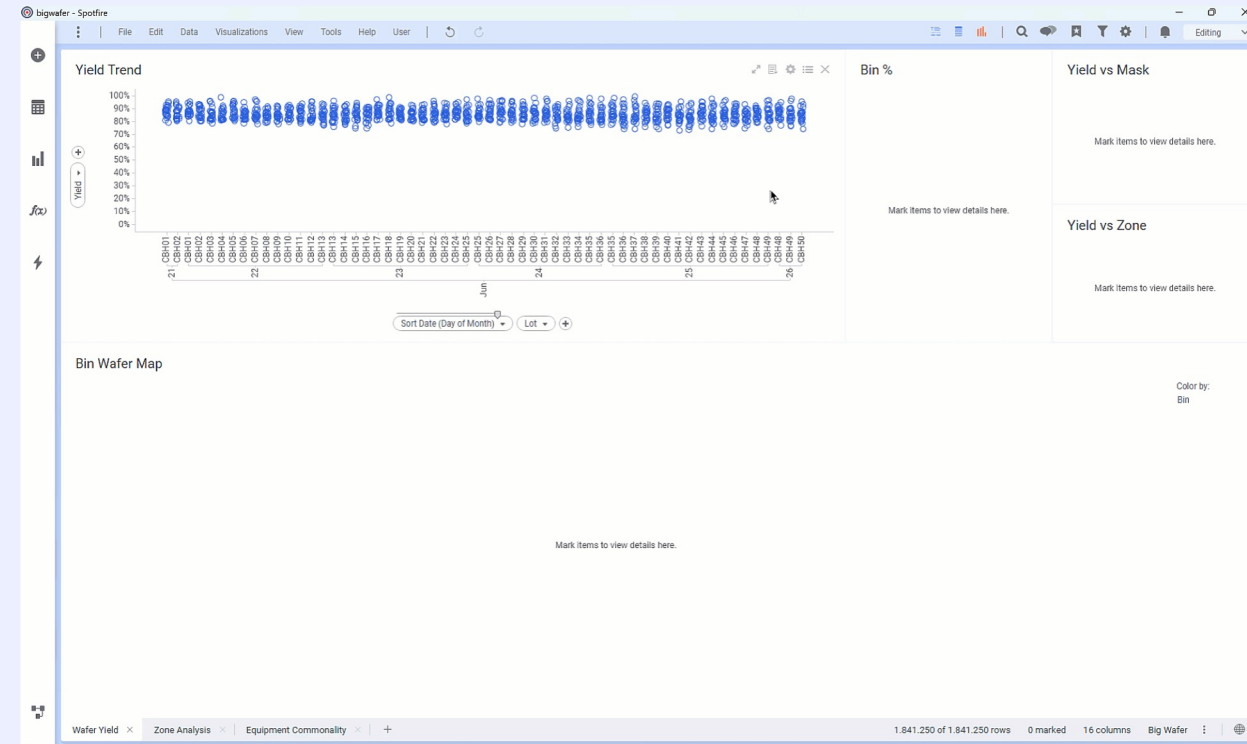 bigwafer - Spotfire
File Edit Data Visualizations View Tools Help User Editing
Yield Trend
Bin %
Yield vs Mask
100%
90%
80%
70%
60%
50%
40%
30%
20%
10%
0%
Yield
Mark items to view details here.
Mark items to view details here.
Yield vs Zone
Mark items to view details here.
f(x)
CBH01 CBH02 CBH01 CBH02 CBH03 CBH04 CBH05 CBH06 CBH07 CBH08 CBH09 CBH10 CBH11 CBH12 CBH13 CBH13 CBH14 CBH15 CBH16 CBH17 CBH18 CBH19 CBH20 CBH21 CBH22 CBH23 CBH24 CBH25 CBH25 CBH26 CBH27 CBH28 CBH29 CBH30 CBH31 CBH32 CBH33 CBH34 CBH35 CBH36 CBH35 CBH36 CBH37 CBH38 CBH39 CBH40 CBH41 CBH42 CBH43 CBH44 CBH45 CBH46 CBH47 CBH48 CBH49 CBH48 CBH49 CBH50
21 22 23 24 25 26
Jun
Sort Date (Day of Month) Lot
Bin Wafer Map
Color by:
Bin
Mark items to view details here.
Wafer Yield Zone Analysis Equipment Commonality 1.841.250 of 1.841.250 rows 0 marked 16 columns Big Wafer